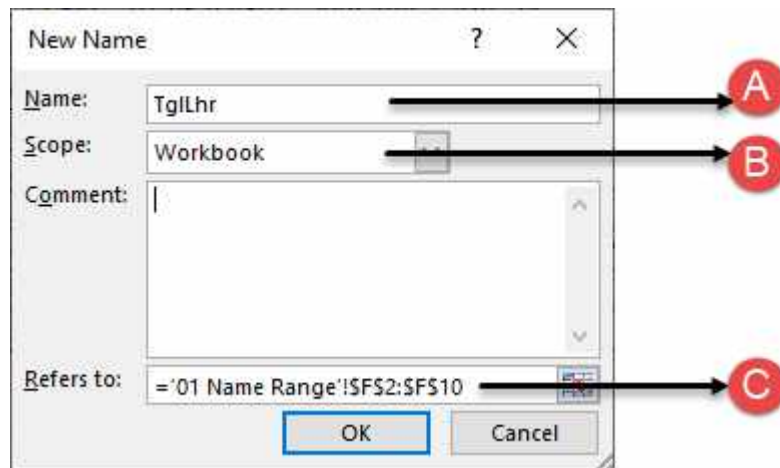 New Name ?
Name: TglLhr A
Scope: Workbook B
Comment:
Refers to: ='01 Name Range'!$F$2:$F$10 C
OK Cancel